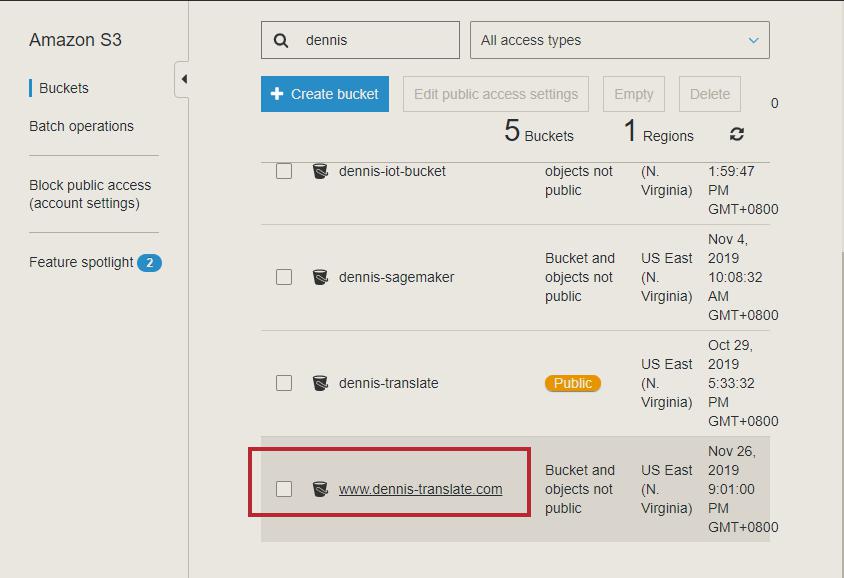 Amazon S3
Buckets
Batch operations
Block public access
(account settings)
Feature spotlight 2
dennis
All access types
Create bucket
Edit public access settings
Empty
Delete
0
5 Buckets
1 Regions
dennis-iot-bucket
objects not
public
(N.
Virginia)
1:59:47
PM
GMT+0800
dennis-sagemaker
Bucket and
objects not
public
US East
(N.
Virginia)
Nov 4,
2019
10:08:32
AM
GMT+0800
dennis-translate
Public
US East
(N.
Virginia)
Oct 29,
2019
5:33:32
PM
GMT+0800
www.dennis-translate.com
Bucket and
objects not
public
US East
(N.
Virginia)
Nov 26,
2019
9:01:00
PM
GMT+0800